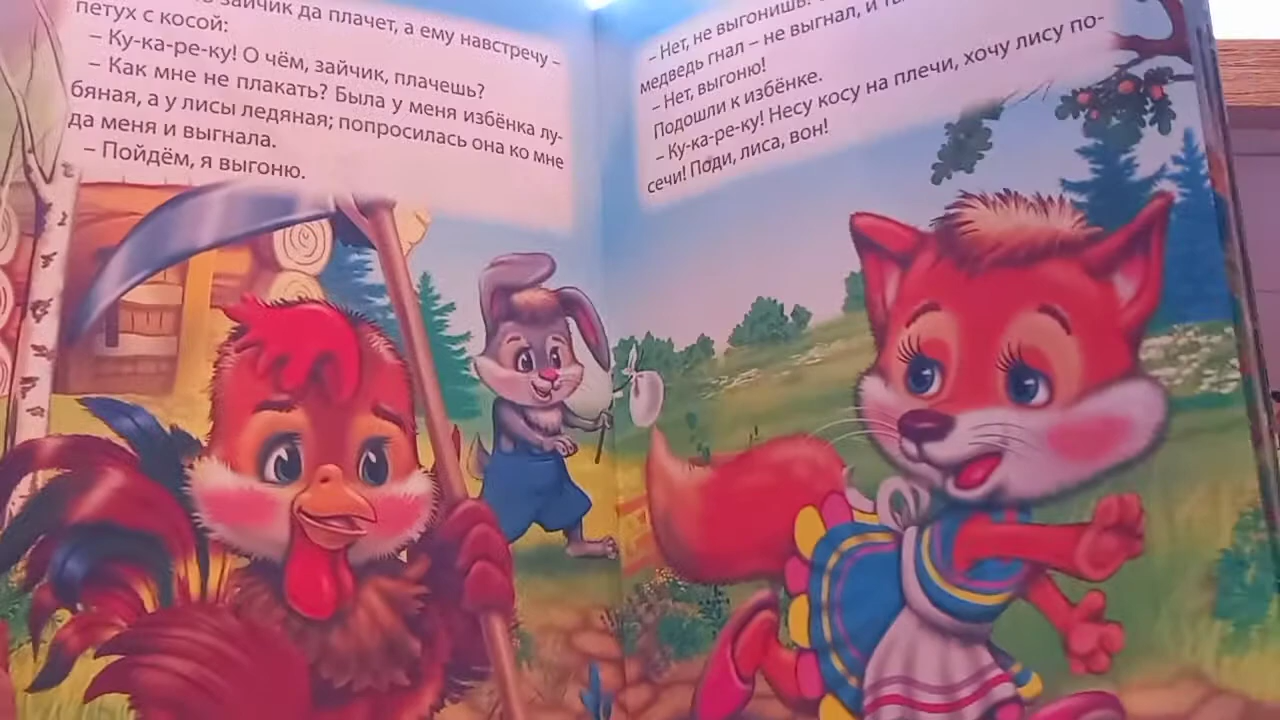 зайчик да плачет, а ему навстречу –
петух с косой:
– Ку-ка-ре-ку! О чём, зайчик, плачешь?
– Как мне не плакать? Была у меня избёнка лу-
бяная, а у лисы ледяная; попросилась она ко мне
да меня и выгнала.
– Пойдём, я выгоню.
– Нет, не выгонишь!
медведь гнал – не выгнал, и
– Нет, выгоню!
Подошли к избёнке.
– Ку-ка-ре-ку! Несу косу на плечи, хочу лису по-
сечи! Поди, лиса, вон!